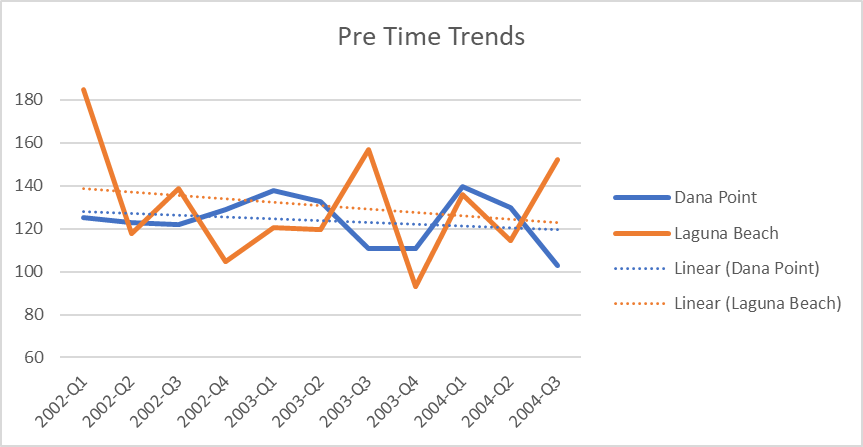 Pre Time Trends
180
160
140
120
100
80
60
2002-Q1
2002-Q2
2002-Q3
2002-Q4
2003-Q1
2003-Q2
2003-Q3
2003-Q4
2004-Q1
2004-Q2
2004-Q3
Dana Point
Laguna Beach
Linear (Dana Point)
Linear (Laguna Beach)